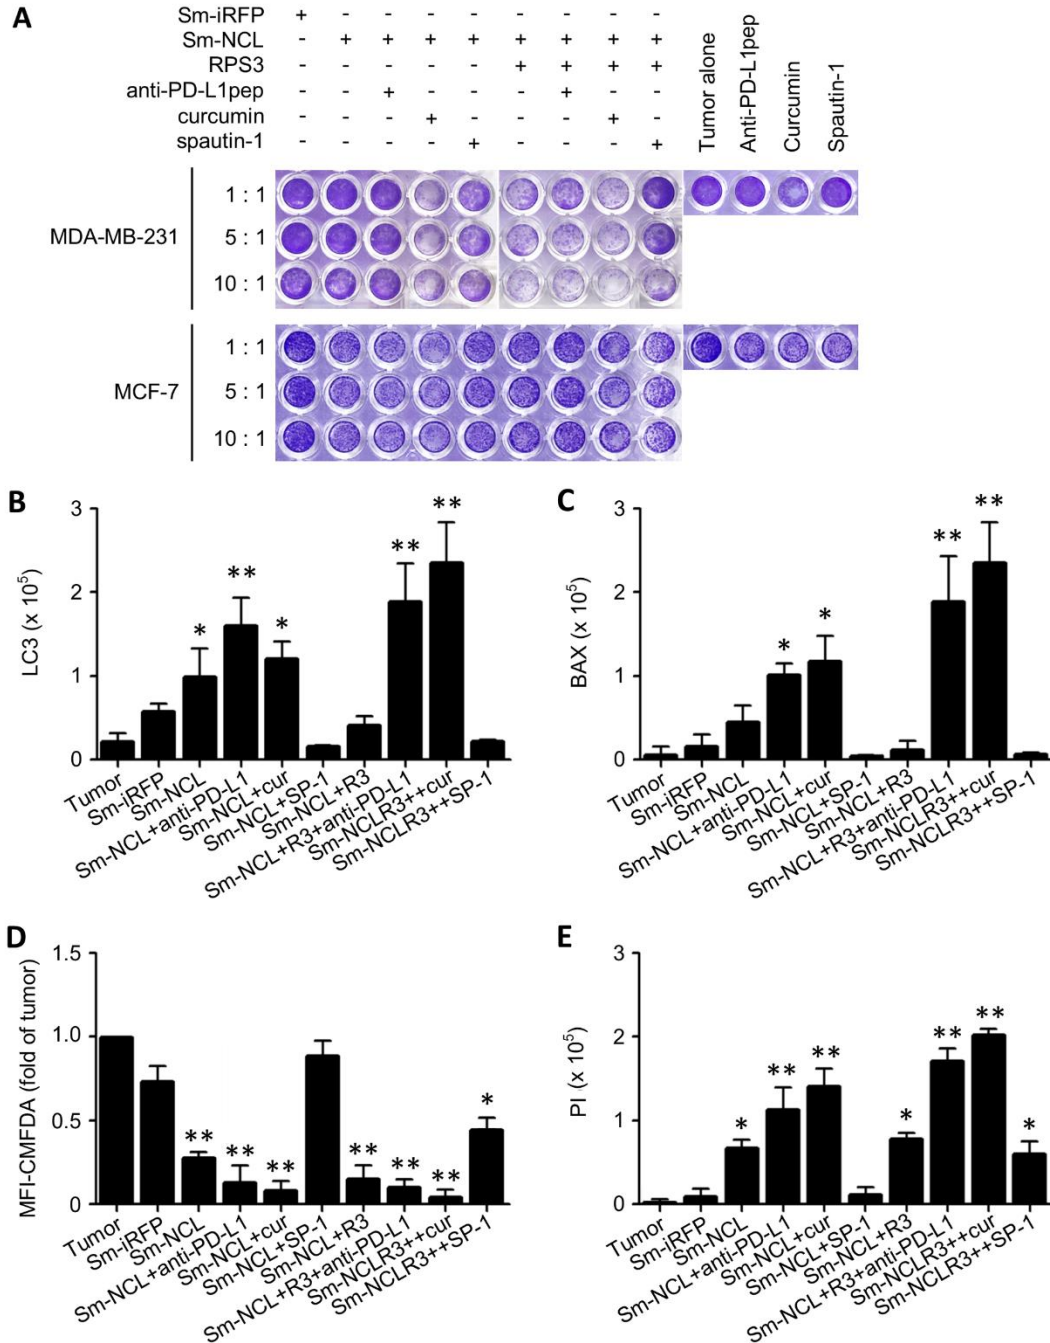 A
Sm-iRFP + - - - - - - - -
Sm-NCL - + + + + + + + +
RPS3 - - - - - + + + +
anti-PD-L1pep - - + - - - + - -
curcumin - - - + - - - + -
spautin-1 - - - - + - - - +
Tumor alone
Anti-PD-L1pep
Curcumin
Spautin-1
MDA-MB-231
1 : 1
5 : 1
10 : 1
MCF-7
1 : 1
5 : 1
10 : 1
B
LC3 (x 10⁵)
3
2
1
0
* ** * ** **
Tumor
Sm-iRFP
Sm-NCL
Sm-NCL+anti-PD-L1
Sm-NCL+cur
Sm-NCL+SP-1
Sm-NCL+R3
Sm-NCL+R3+anti-PD-L1
Sm-NCLR3++cur
Sm-NCLR3++SP-1
C
BAX (x 10⁵)
3
2
1
0
* * ** **
Tumor
Sm-iRFP
Sm-NCL
Sm-NCL+anti-PD-L1
Sm-NCL+cur
Sm-NCL+SP-1
Sm-NCL+R3
Sm-NCL+R3+anti-PD-L1
Sm-NCLR3++cur
Sm-NCLR3++SP-1
D
MFI-CMFDA (fold of tumor)
1.5
1.0
0.5
0
** ** ** ** ** ** *
Tumor
Sm-iRFP
Sm-NCL
Sm-NCL+anti-PD-L1
Sm-NCL+cur
Sm-NCL+SP-1
Sm-NCL+R3
Sm-NCL+R3+anti-PD-L1
Sm-NCLR3++cur
Sm-NCLR3++SP-1
E
PI (x 10⁵)
3
2
1
0
* ** ** * ** ** *
Tumor
Sm-iRFP
Sm-NCL
Sm-NCL+anti-PD-L1
Sm-NCL+cur
Sm-NCL+SP-1
Sm-NCL+R3
Sm-NCL+R3+anti-PD-L1
Sm-NCLR3++cur
Sm-NCLR3++SP-1